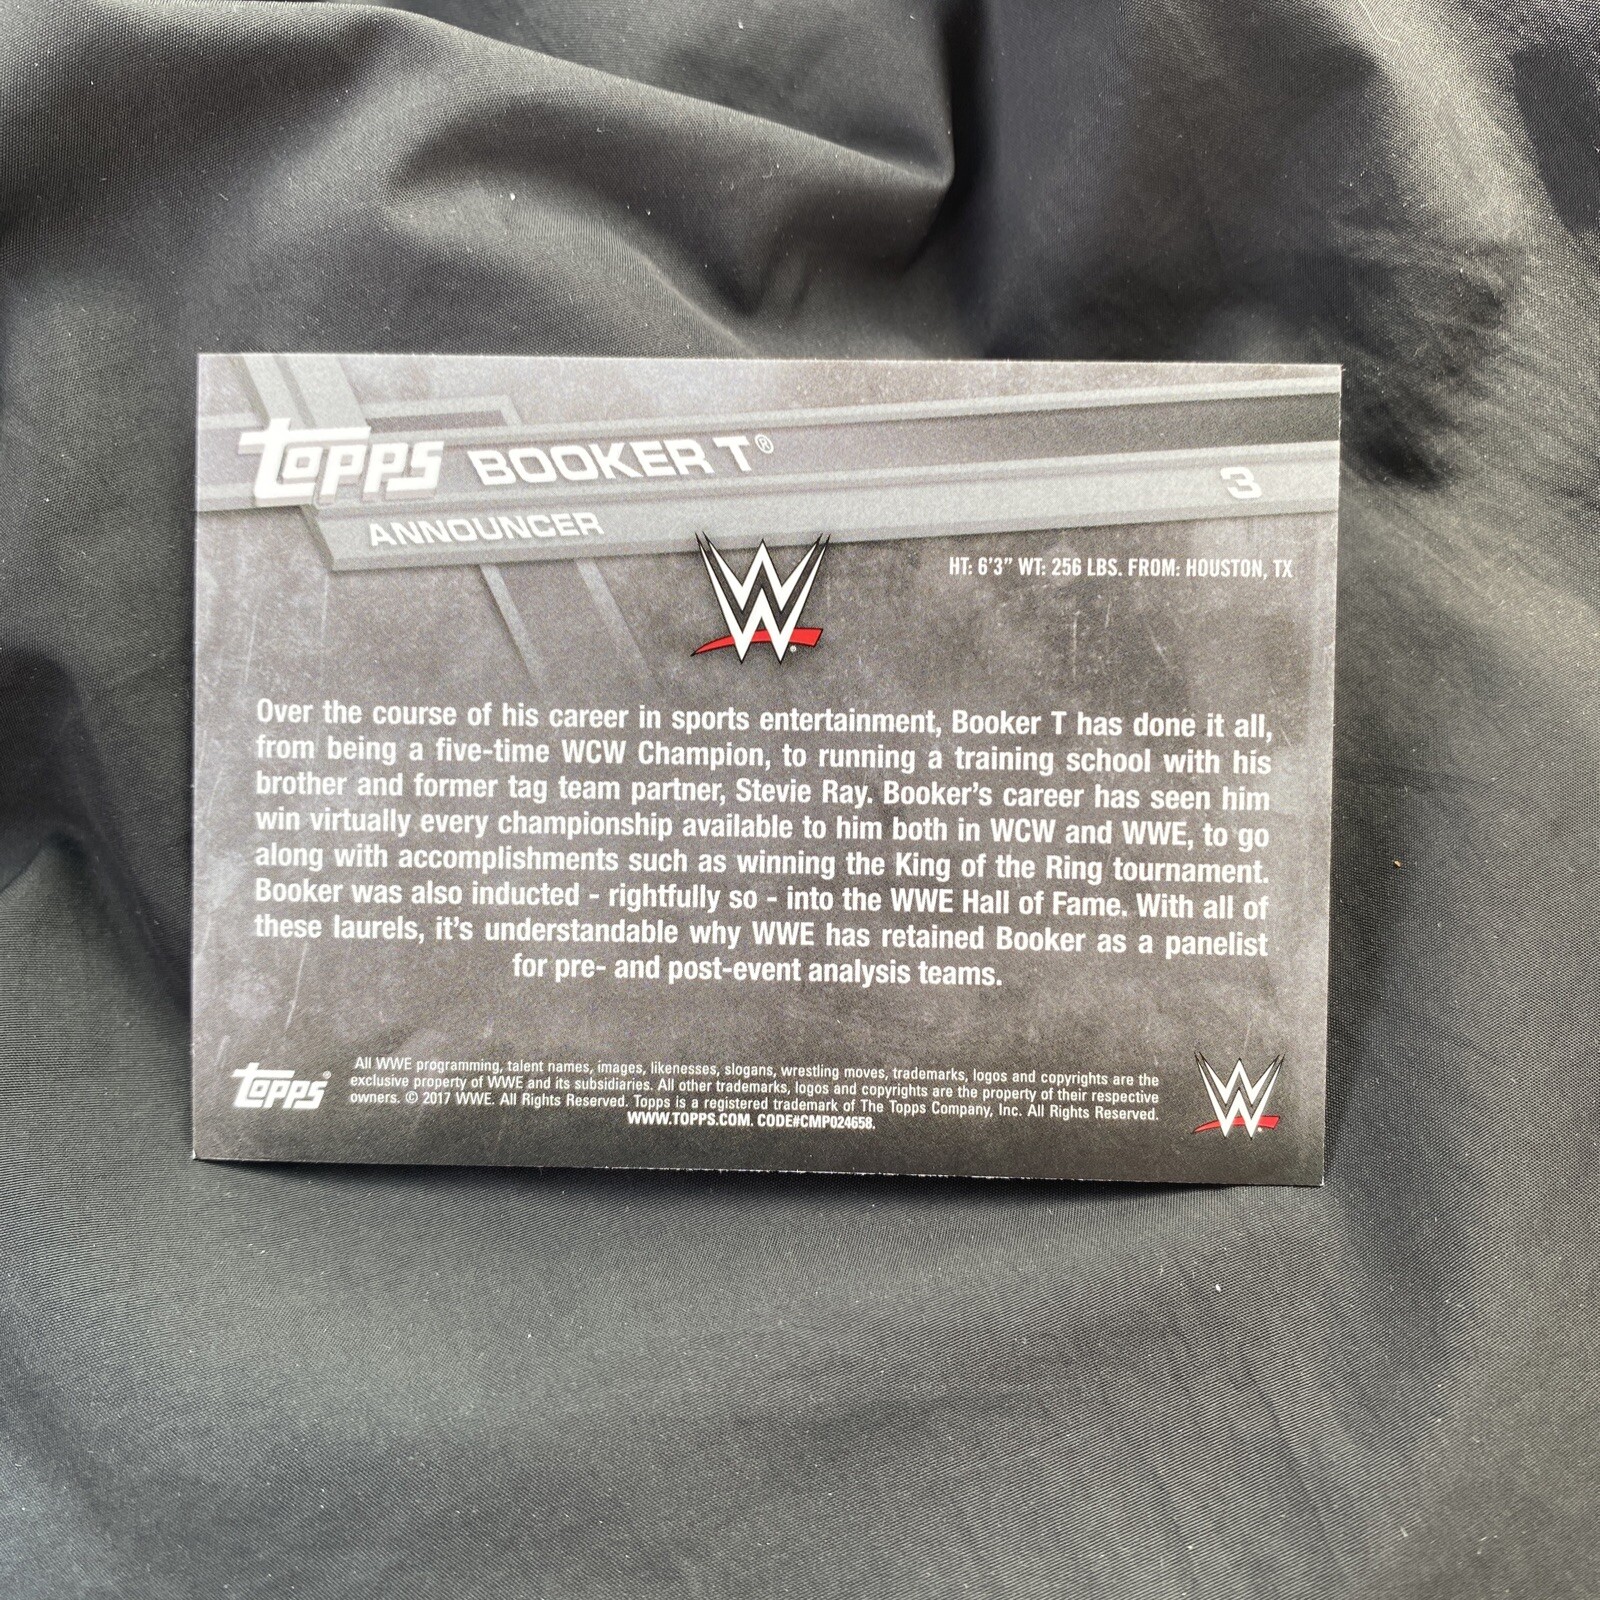 topps BOOKER T®
3
ANNOUNCER
W
HT: 6'3" WT: 256 LBS. FROM: HOUSTON, TX
Over the course of his career in sports entertainment, Booker T has done it all,
from being a five-time WCW Champion, to running a training school with his
brother and former tag team partner, Stevie Ray. Booker's career has seen him
win virtually every championship available to him both in WCW and WWE, to go
along with accomplishments such as winning the King of the Ring tournament.
Booker was also inducted - rightfully so - into the WWE Hall of Fame. With all of
these laurels, it's understandable why WWE has retained Booker as a panelist
for pre- and post-event analysis teams.
topps®
All WWE programming, talent names, images, likenesses, slogans, wrestling moves, trademarks, logos and copyrights are the
exclusive property of WWE and its subsidiaries. All other trademarks, logos and copyrights are the property of their respective
owners. © 2017 WWE. All Rights Reserved. Topps is a registered trademark of The Topps Company, Inc. All Rights Reserved.
WWW.TOPPS.COM. CODE#CMP024658.
W